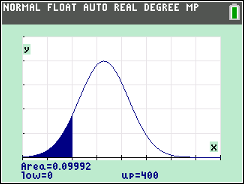 NORMAL FLOAT AUTO REAL DEGREE MP
y
x
Area=0.09992
low=0 up=400